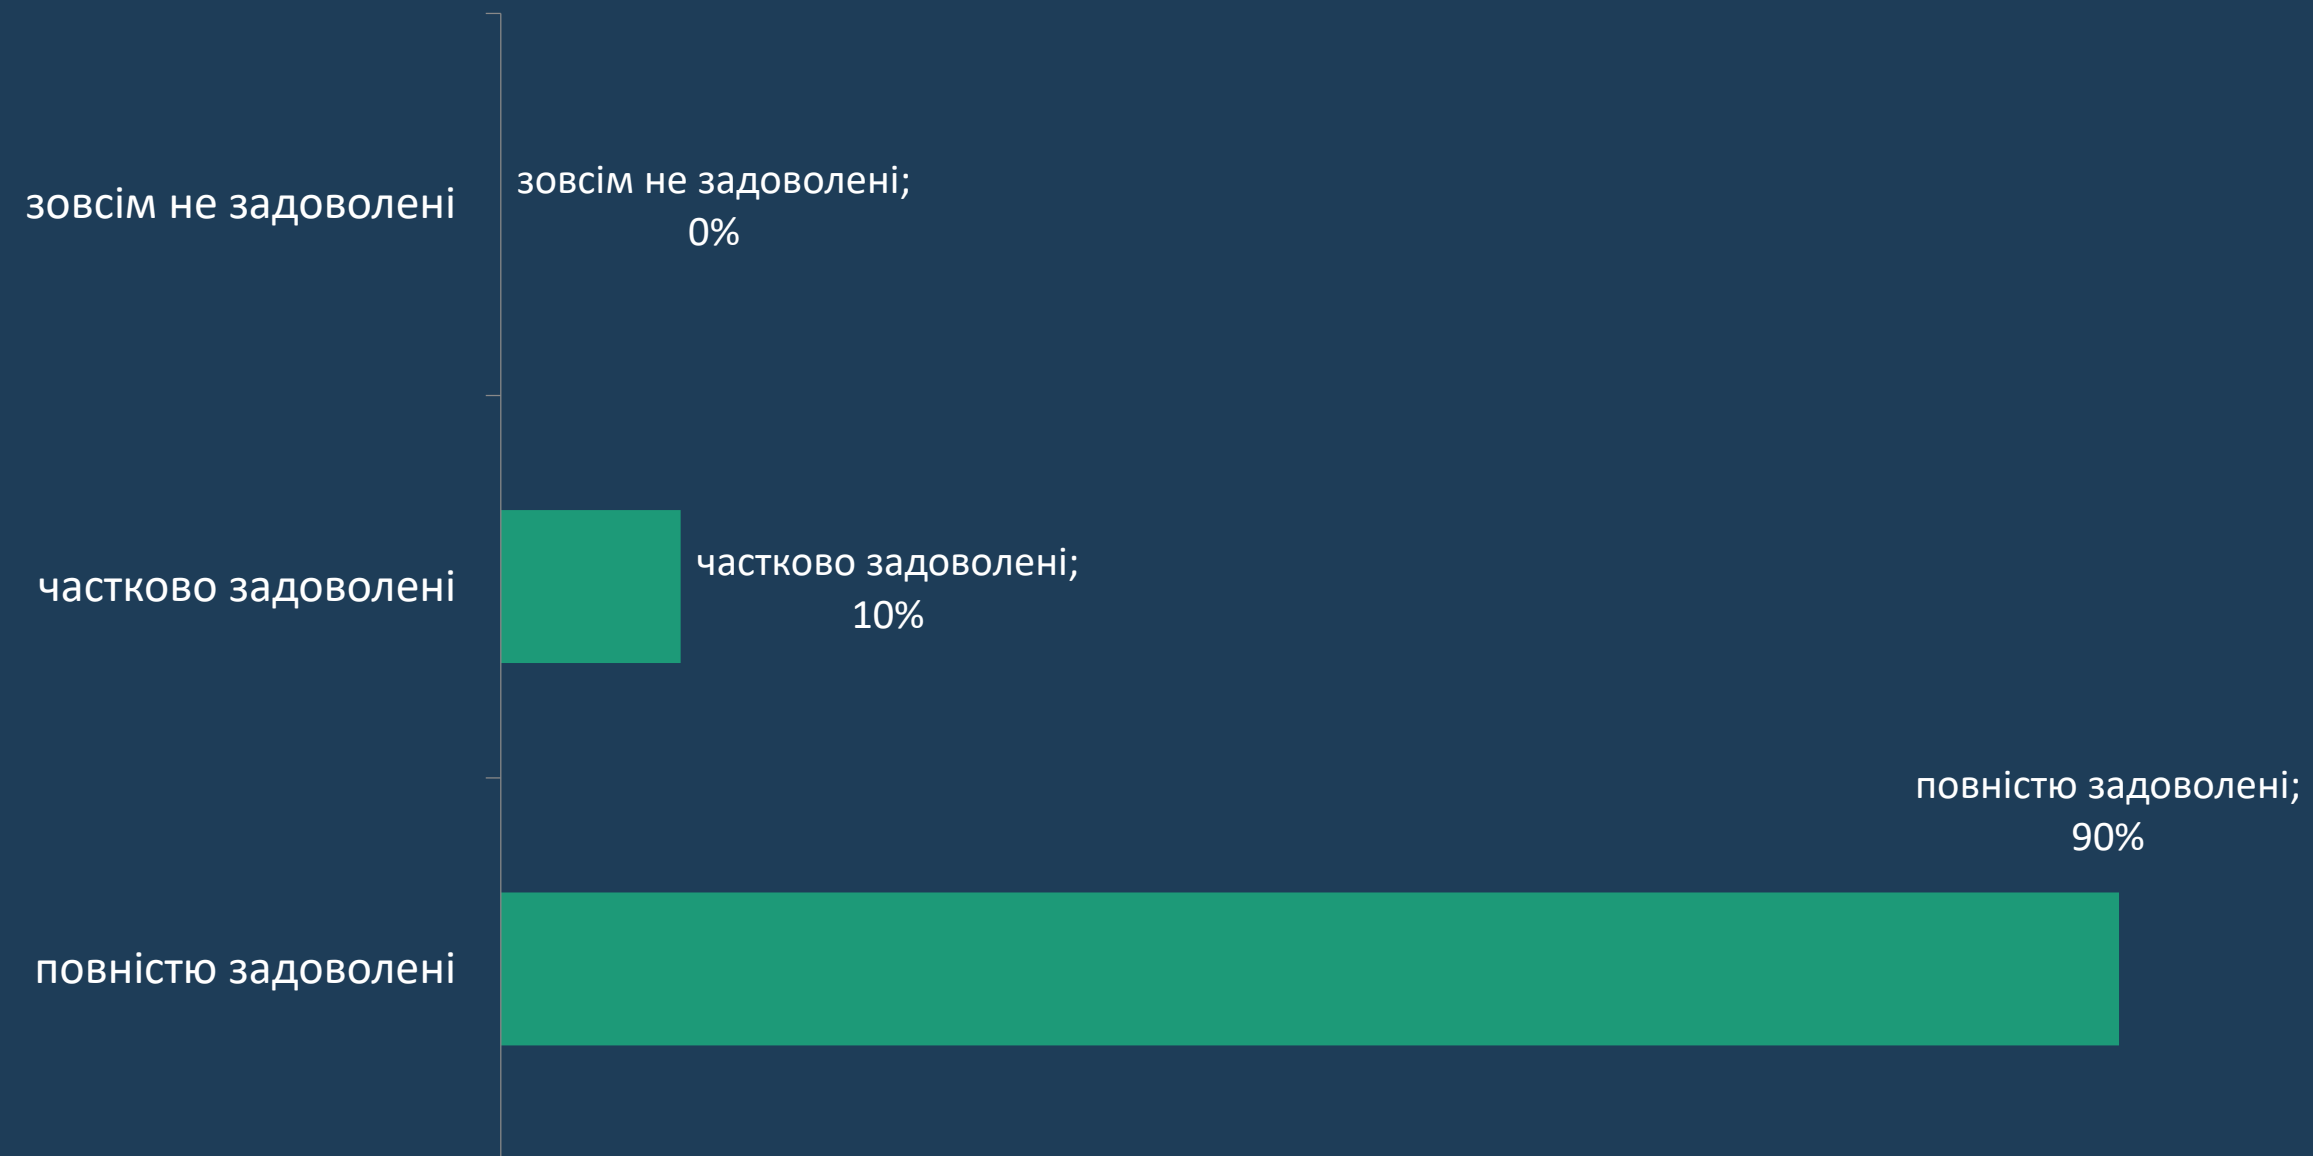 зовсім не задоволені
зовсім не задоволені;
0%
частково задоволені
частково задоволені;
10%
повністю задоволені;
90%
повністю задоволені